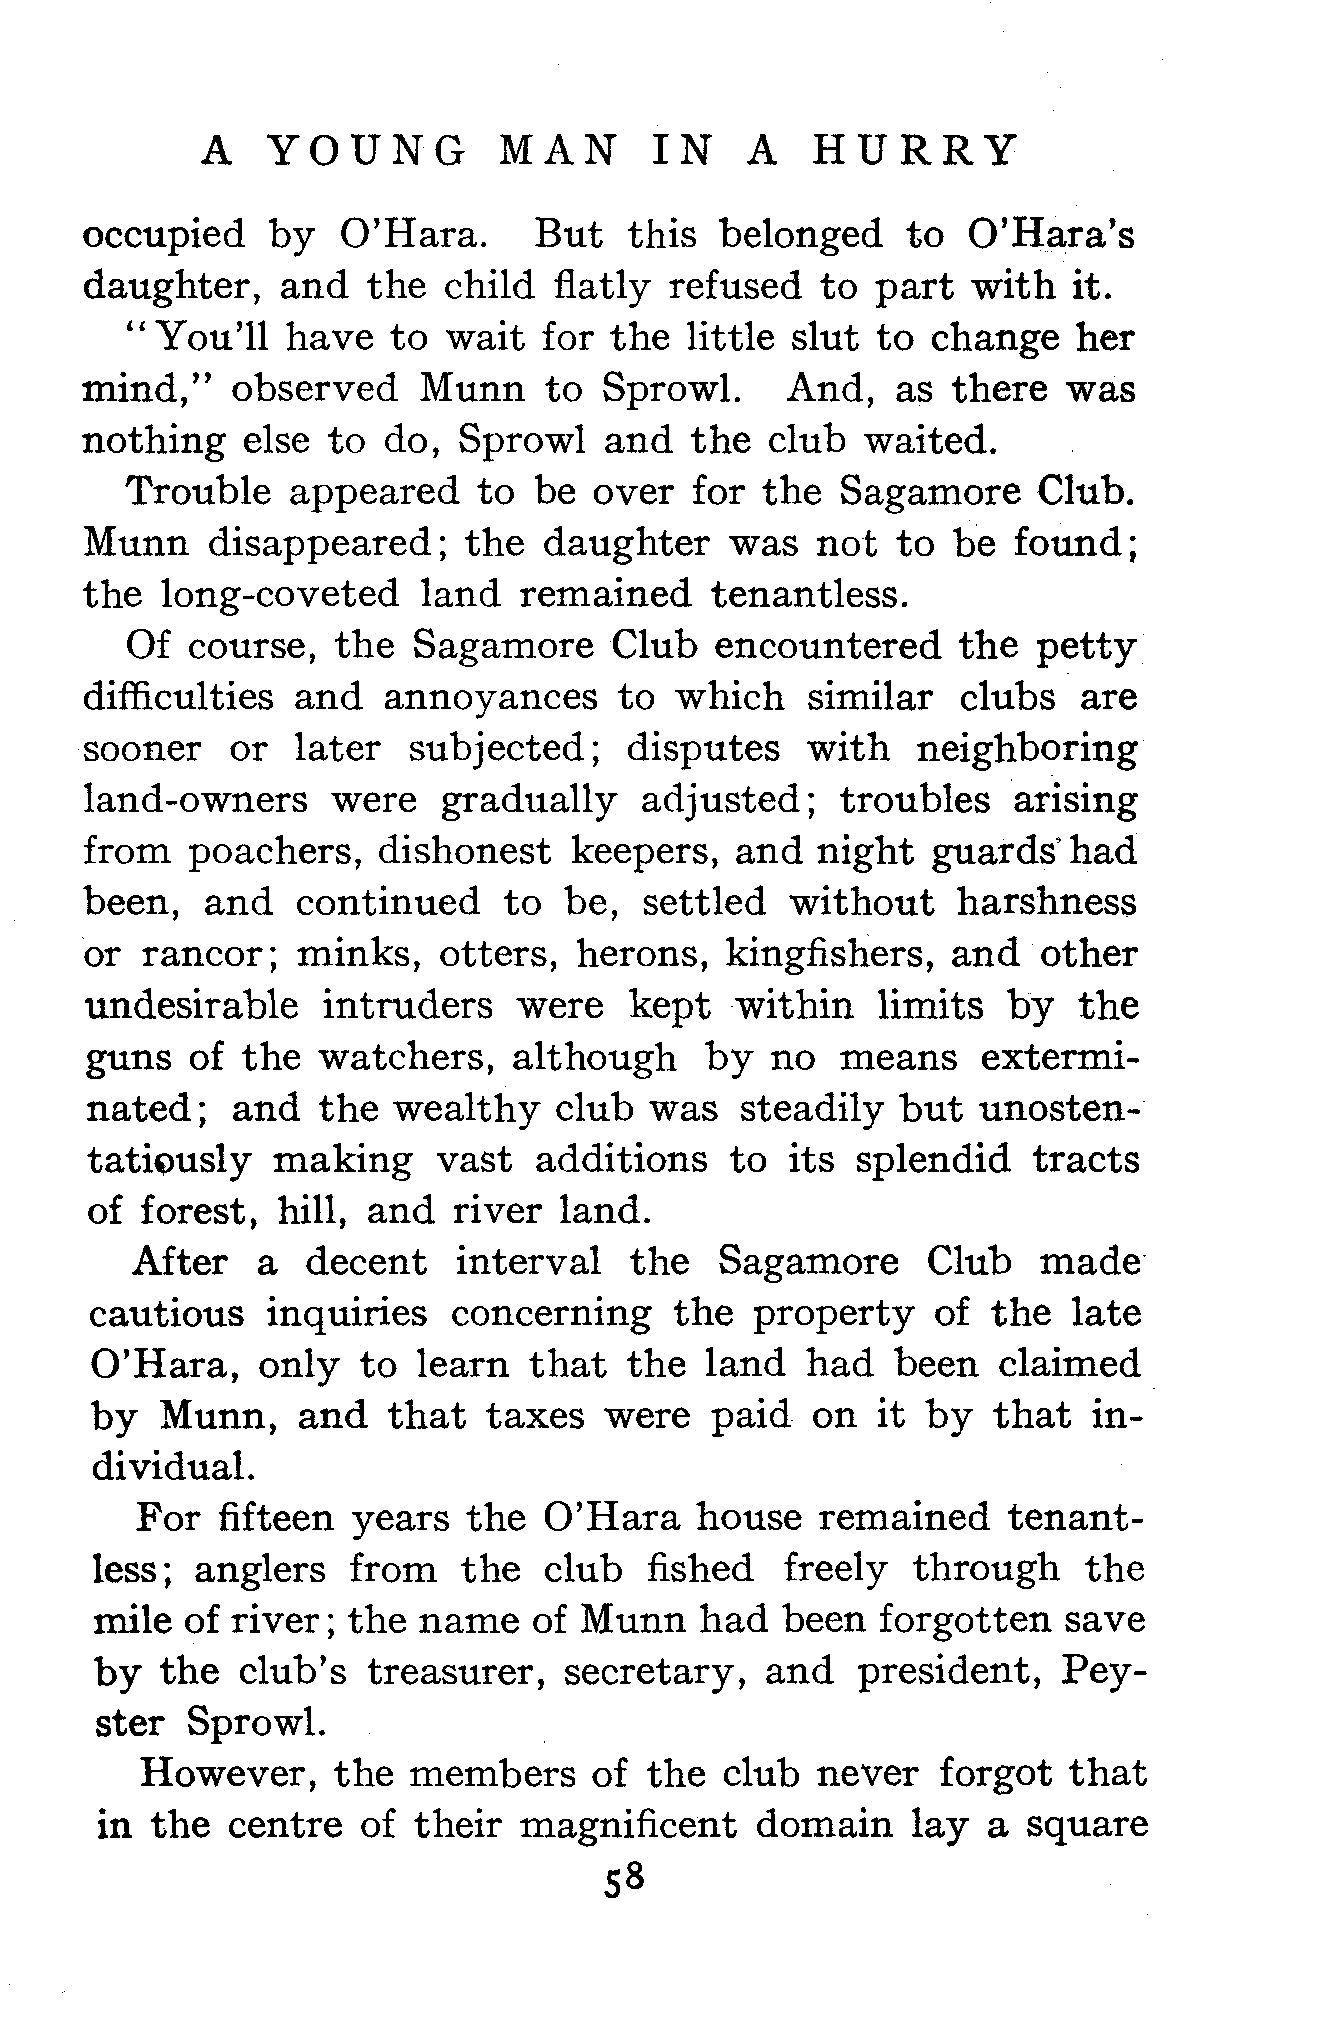 A YOUNG MAN IN A HURRY
occupied by O'Hara. But this belonged to O'Hara's
daughter, and the child flatly refused to part with it.
"You'll have to wait for the little slut to change her
mind," observed Munn to Sprowl. And, as there was
nothing else to do, Sprowl and the club waited.
Trouble appeared to be over for the Sagamore Club.
Munn disappeared; the daughter was not to be found;
the long-coveted land remained tenantless.
Of course, the Sagamore Club encountered the petty
difficulties and annoyances to which similar clubs are
sooner or later subjected; disputes with neighboring
land-owners were gradually adjusted; troubles arising
from poachers, dishonest keepers, and night guards had
been, and continued to be, settled without harshness
or rancor; minks, otters, herons, kingfishers, and other
undesirable intruders were kept within limits by the
guns of the watchers, although by no means extermi-
nated; and the wealthy club was steadily but unosten-
tatiously making vast additions to its splendid tracts
of forest, hill, and river land.
After a decent interval the Sagamore Club made
cautious inquiries concerning the property of the late
O'Hara, only to learn that the land had been claimed
by Munn, and that taxes were paid on it by that in-
dividual.
For fifteen years the O'Hara house remained tenant-
less; anglers from the club fished freely through the
mile of river; the name of Munn had been forgotten save
by the club's treasurer, secretary, and president, Pey-
ster Sprowl.
However, the members of the club never forgot that
in the centre of their magnificent domain lay a square
58